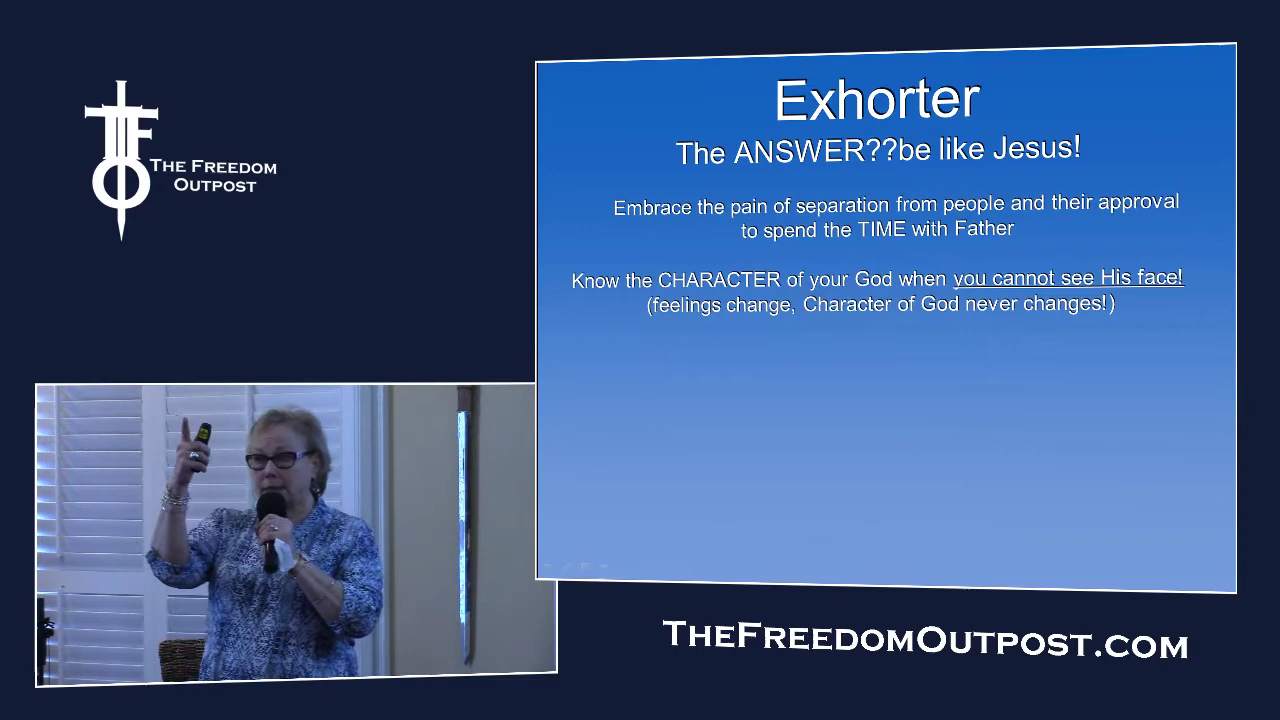 TFO
THE FREEDOM
OUTPOST
Exhorter
The ANSWER??be like Jesus!
Embrace the pain of separation from people and their approval
to spend the TIME with Father
Know the CHARACTER of your God when you cannot see His face!
(feelings change, Character of God never changes!)
THEFREEDOMOUTPOST.COM